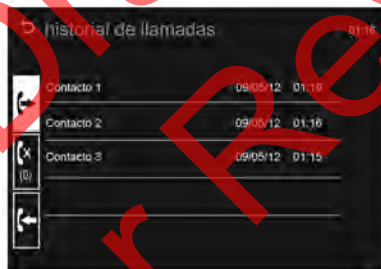 historial de llamadas 01:16
Contacto 1 09/05/12 01:16
Contacto 2 09/05/12 01:16
Contacto 3 09/05/12 01:15
(0)